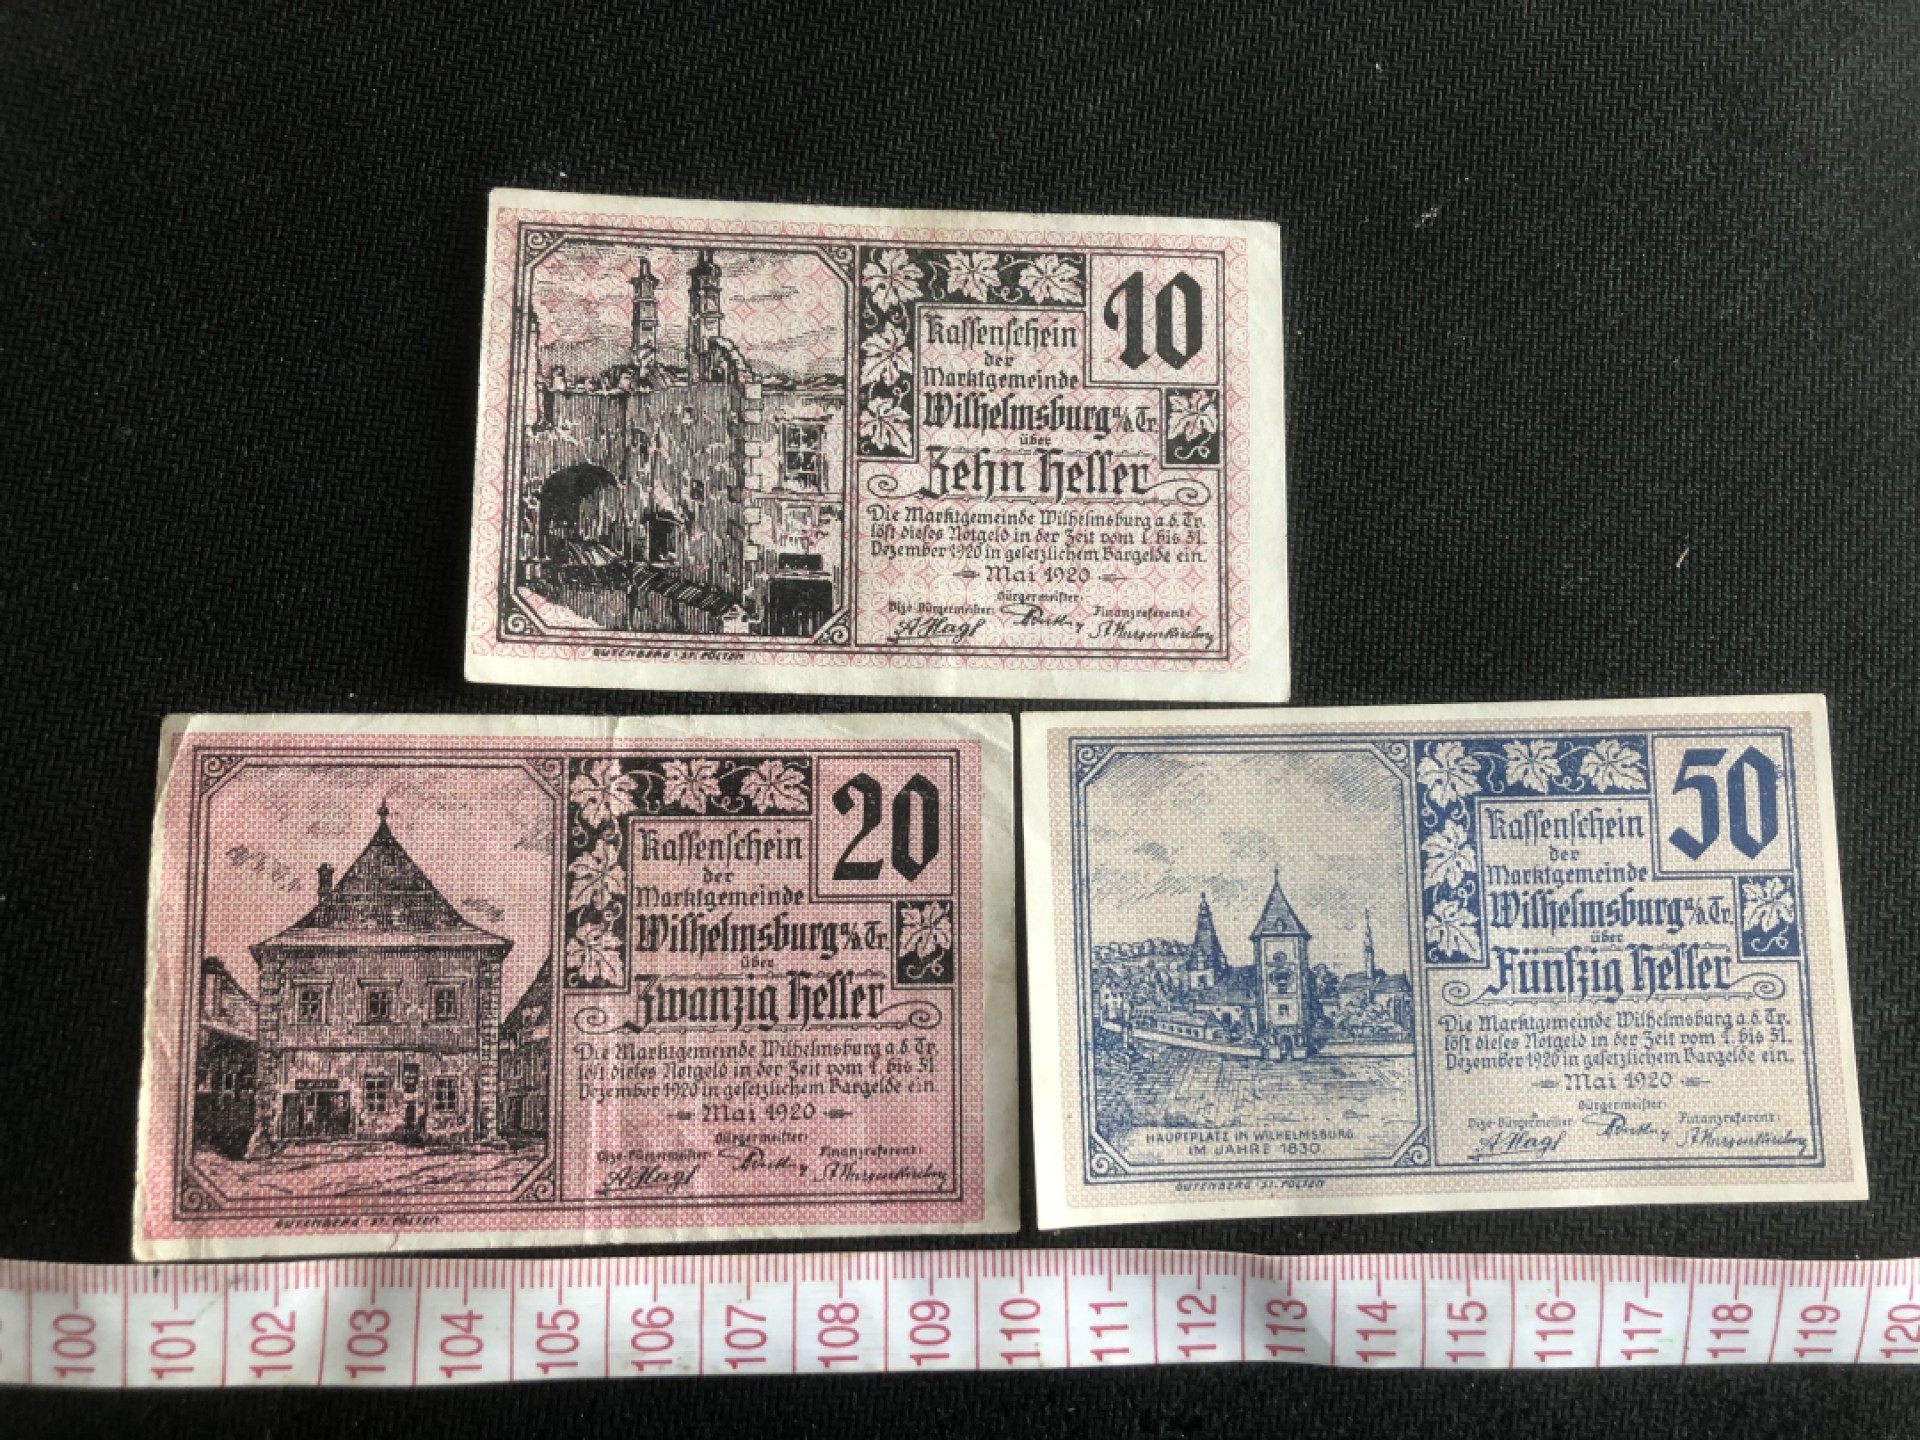 10
Kassenschein
der
Marktgemeinde
Wilhelmsburg a/d. Tr.
über
Zehn Heller
Die Marktgemeinde Wilhelmsburg a.d. Tr.
löst dieses Notgeld in der Zeit vom 1. bis 31.
Dezember 1920 in gesetzlichem Bargelde ein.
Mai 1920
Bürgermeister:
Vize-Bürgermeister: Finanzreferent:
GUTENBERG · ST. PÖLTEN
20
Kassenschein
der
Marktgemeinde
Wilhelmsburg a/d. Tr.
über
Zwanzig Heller
Die Marktgemeinde Wilhelmsburg a.d. Tr.
löst dieses Notgeld in der Zeit vom 1. bis 31.
Dezember 1920 in gesetzlichem Bargelde ein.
Mai 1920
Bürgermeister:
Vize-Bürgermeister: Finanzreferent:
GUTENBERG · ST. PÖLTEN
50
Kassenschein
der
Marktgemeinde
Wilhelmsburg a/d. Tr.
über
Fünfzig Heller
Die Marktgemeinde Wilhelmsburg a.d. Tr.
löst dieses Notgeld in der Zeit vom 1. bis 31.
Dezember 1920 in gesetzlichem Bargelde ein.
Mai 1920
Bürgermeister:
Vize-Bürgermeister Finanzreferent:
HAUPTPLATZ IN WILHELMSBURG
IM JAHRE 1830
GUTENBERG · ST. PÖLTEN
100 101 102 103 104 105 106 107 108 109 110 111 112 113 114 115 116 117 118 119 120